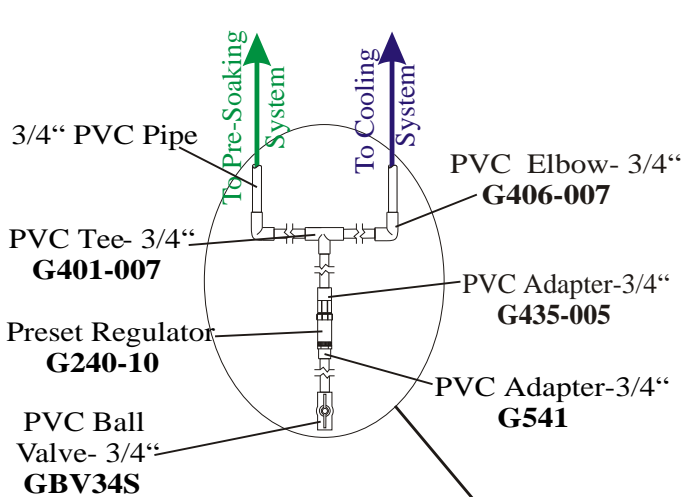 To Pre-Soaking
System
To Cooling
System
3/4“ PVC Pipe
PVC Elbow- 3/4“
G406-007
PVC Tee- 3/4“
G401-007
PVC Adapter-3/4“
G435-005
Preset Regulator
G240-10
PVC Adapter-3/4“
G541
PVC Ball
Valve- 3/4“
GBV34S